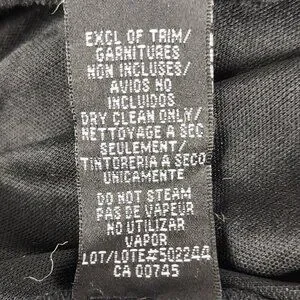 EXCL OF TRIM/
GARNITURES
NON INCLUSES/
AVIOS NO
INCLUIDOS
DRY CLEAN ONLY/
NETTOYAGE A SEC
SEULEMENT/
TINTORERIA A SECO
UNICAMENTE
DO NOT STEAM
PAS DE VAPEUR
NO UTILIZAR
VAPOR
LOT/LOTE#502244
CA 00745